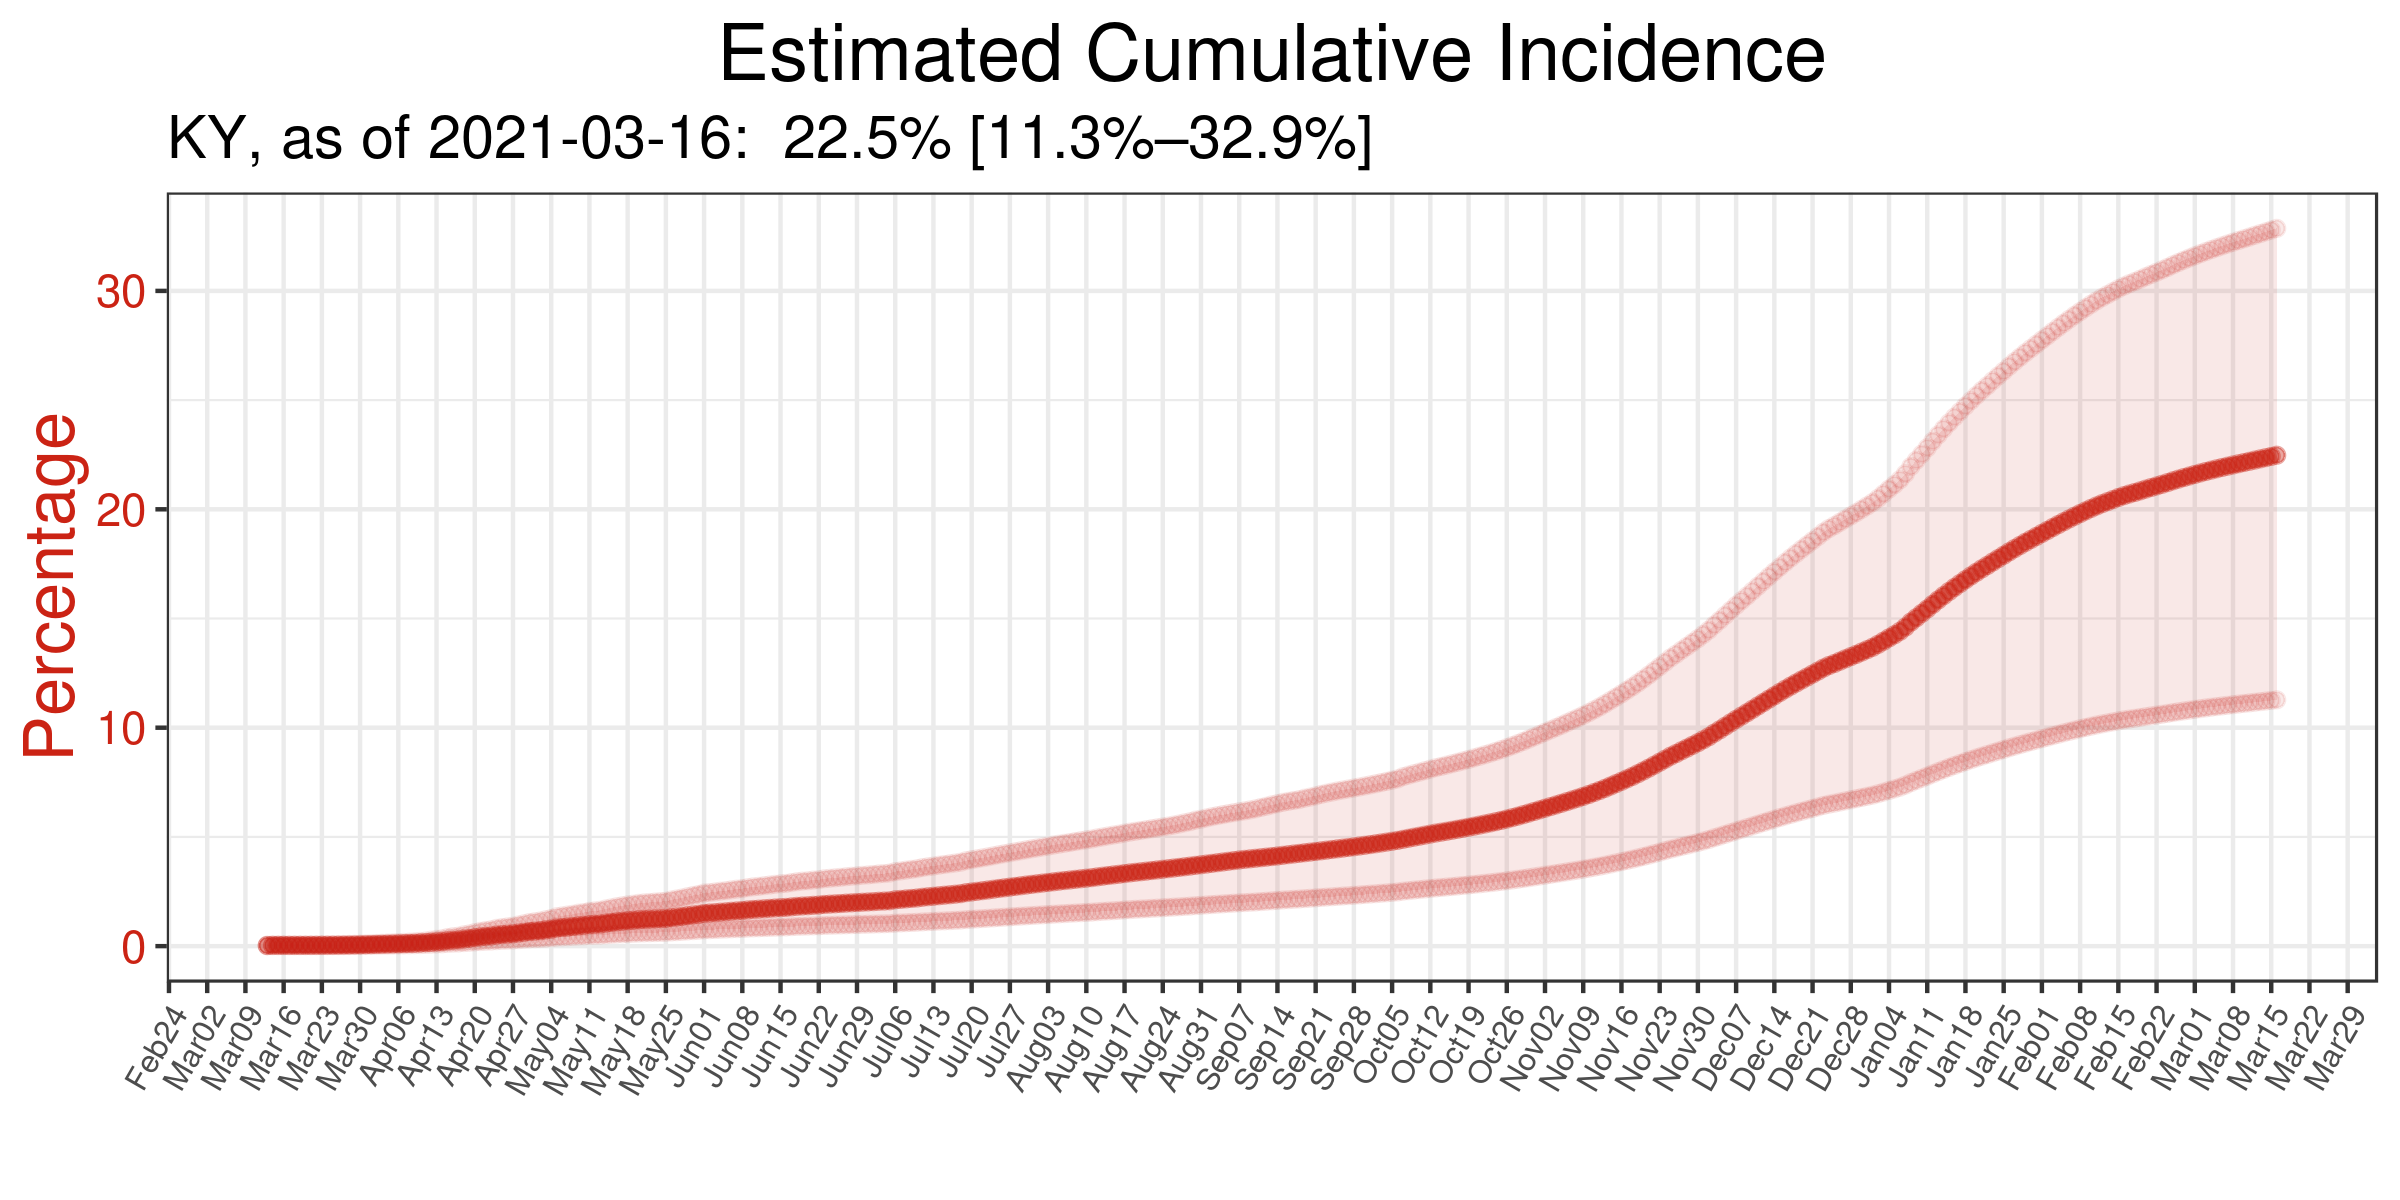 Estimated Cumulative Incidence
KY, as of 2021-03-16:  22.5% [11.3%–32.9%]
Percentage
30
20
10
0
Feb24
Mar02
Mar09
Mar16
Mar23
Mar30
Apr06
Apr13
Apr20
Apr27
May04
May11
May18
May25
Jun01
Jun08
Jun15
Jun22
Jun29
Jul06
Jul13
Jul20
Jul27
Aug03
Aug10
Aug17
Aug24
Aug31
Sep07
Sep14
Sep21
Sep28
Oct05
Oct12
Oct19
Oct26
Nov02
Nov09
Nov16
Nov23
Nov30
Dec07
Dec14
Dec21
Dec28
Jan04
Jan11
Jan18
Jan25
Feb01
Feb08
Feb15
Feb22
Mar01
Mar08
Mar15
Mar22
Mar29